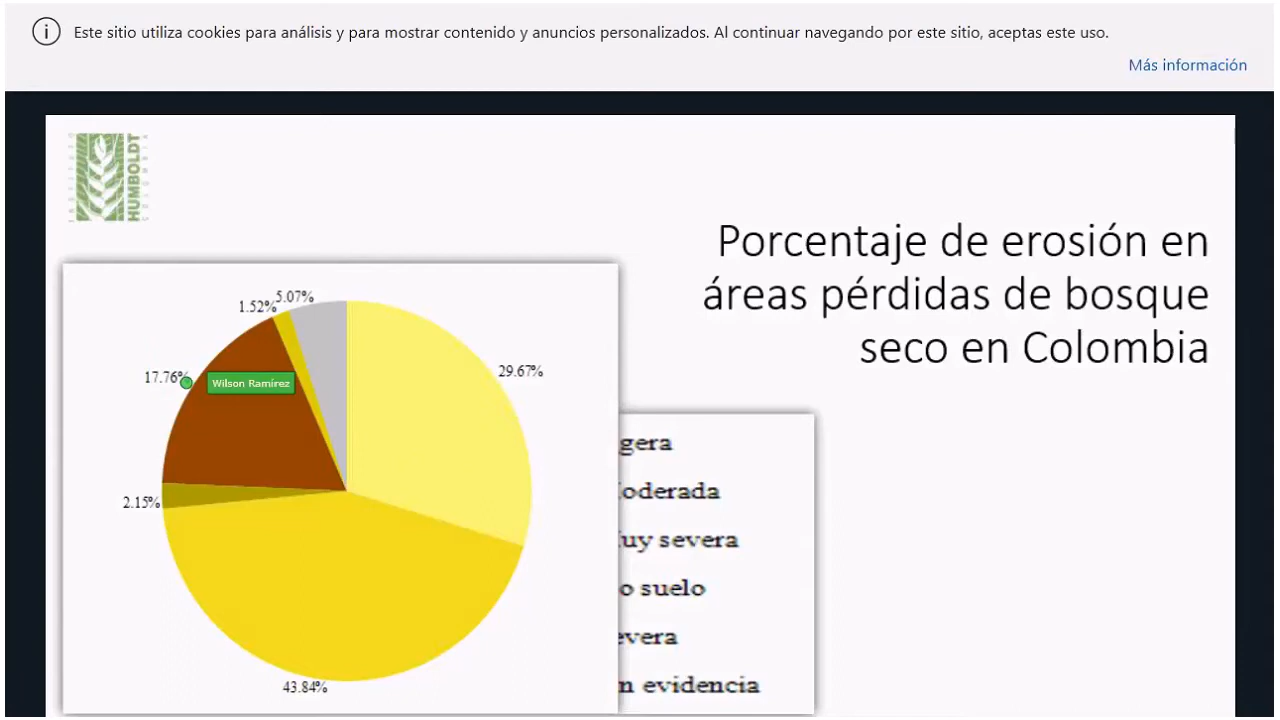 Este sitio utiliza cookies para análisis y para mostrar contenido y anuncios personalizados. Al continuar navegando por este sitio, aceptas este uso.
Más información
HUMBOLDT
Porcentaje de erosión en
áreas pérdidas de bosque
seco en Colombia
5.07%
1.52%
29.67%
17.76%
Wilson Ramírez
2.15%
43.84%
gera
oderada
uy severa
o suelo
evera
n evidencia